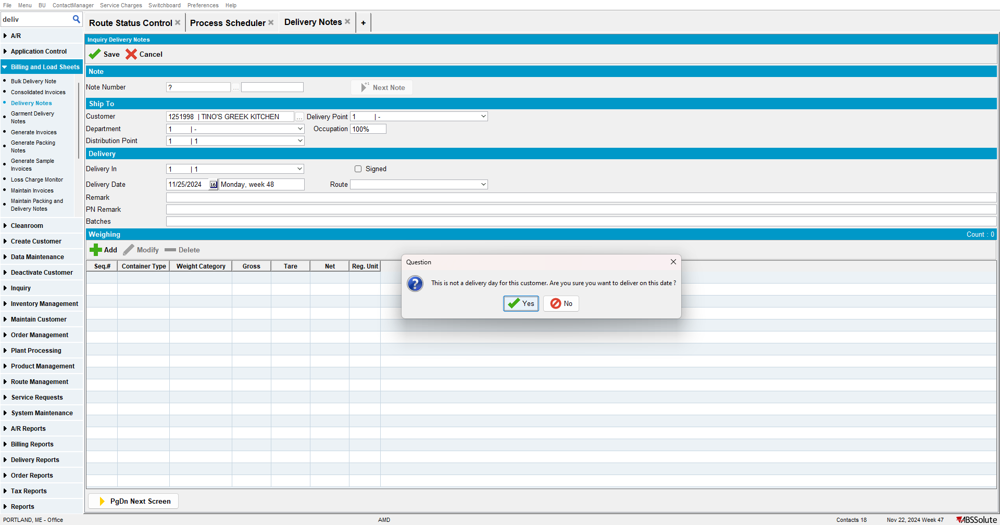 File Menu BU ContactManager Service Charges Switchboard Preferences Help
deliv
Route Status Control
Process Scheduler
Delivery Notes
+
A/R
Application Control
Billing and Load Sheets
Bulk Delivery Note
Consolidated Invoices
Delivery Notes
Garment Delivery
Notes
Generate Invoices
Generate Packing
Notes
Generate Sample
Invoices
Loss Charge Monitor
Maintain Invoices
Maintain Packing and
Delivery Notes
Cleanroom
Create Customer
Data Maintenance
Deactivate Customer
Inquiry
Inventory Management
Maintain Customer
Order Management
Plant Processing
Product Management
Route Management
Service Requests
System Maintenance
A/R Reports
Billing Reports
Delivery Reports
Order Reports
Tax Reports
Reports
Inquiry Delivery Notes
Save Cancel
Note
Note Number ? ... +1 Next Note
Ship To
Customer 1251998 | TINO'S GREEK KITCHEN ... Delivery Point 1 | -
Department 1 | - Occupation 100%
Distribution Point 1 | 1
Delivery
Delivery In 1 | 1 Signed
Delivery Date 11/25/2024 16 Monday, week 48 Route
Remark
PN Remark
Batches
Weighing Count : 0
Add Modify Delete
Seq.# Container Type Weight Category Gross Tare Net Reg. Unit
Question
? This is not a delivery day for this customer. Are you sure you want to deliver on this date ?
Yes No
PgDn Next Screen
PORTLAND, ME - Office AMD Contacts 18 Nov 22, 2024 Week 47 ABSSolute